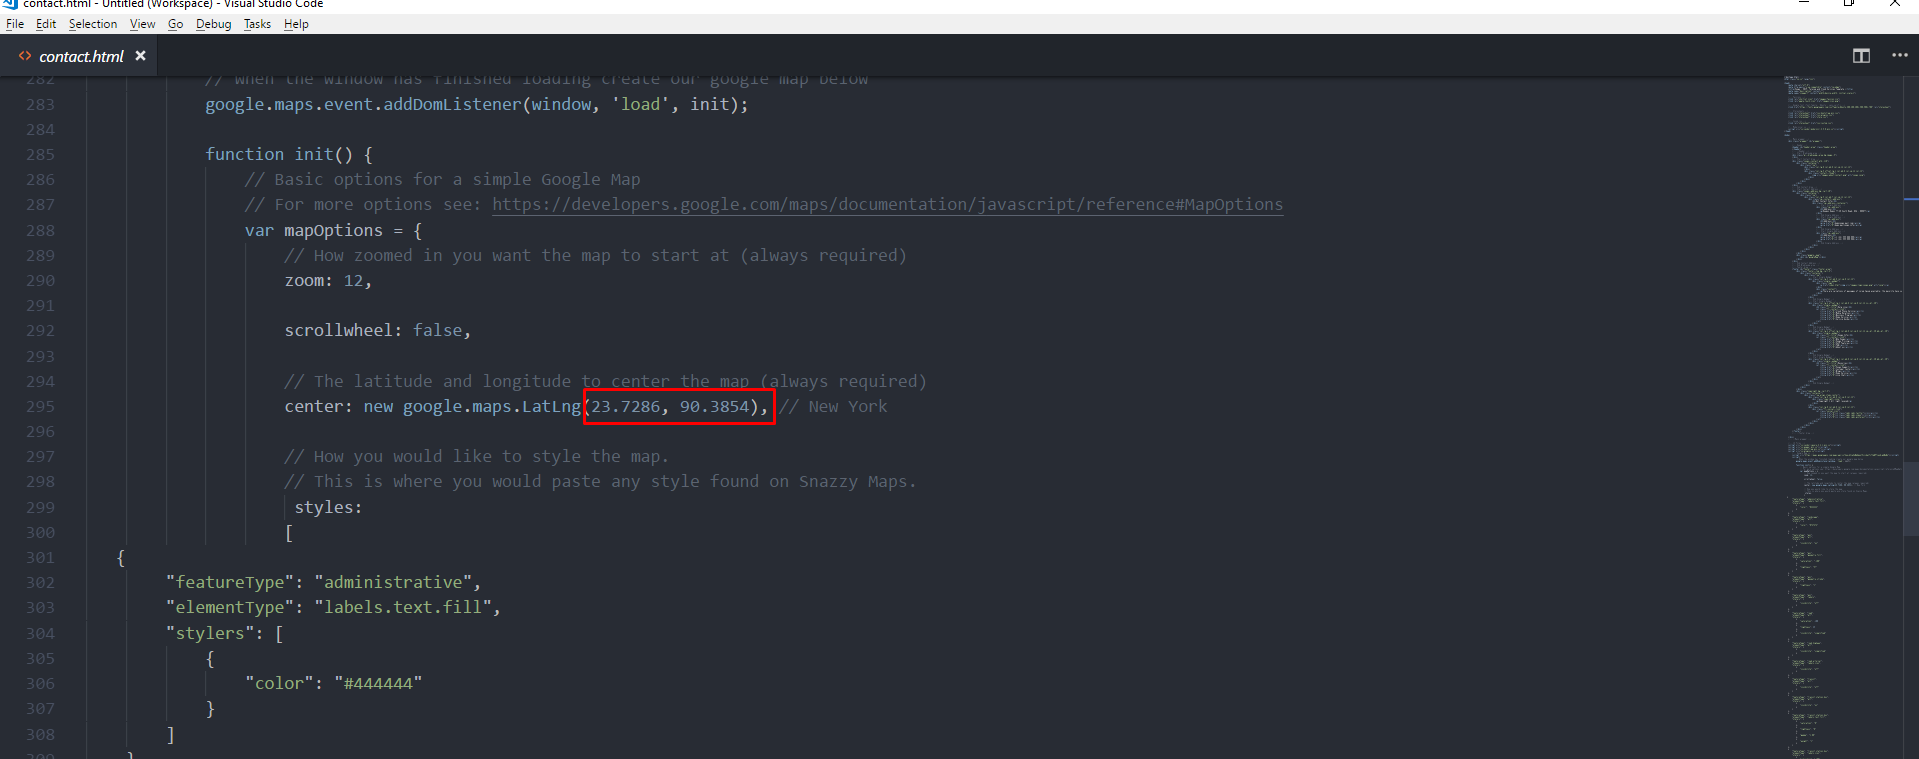 contact.html - Untitled (Workspace) - Visual Studio Code
File Edit Selection View Go Debug Tasks Help
<> contact.html ×
282 // When the window has finished loading create our google map below
283 google.maps.event.addDomListener(window, 'load', init);
284
285 function init() {
286 // Basic options for a simple Google Map
287 // For more options see: https://developers.google.com/maps/documentation/javascript/reference#MapOptions
288 var mapOptions = {
289 // How zoomed in you want the map to start at (always required)
290 zoom: 12,
291
292 scrollwheel: false,
293
294 // The latitude and longitude to center the map (always required)
295 center: new google.maps.LatLng(23.7286, 90.3854), // New York
296
297 // How you would like to style the map.
298 // This is where you would paste any style found on Snazzy Maps.
299 styles:
300 [
301 {
302 "featureType": "administrative",
303 "elementType": "labels.text.fill",
304 "stylers": [
305 {
306 "color": "#444444"
307 }
308 ]
309 }